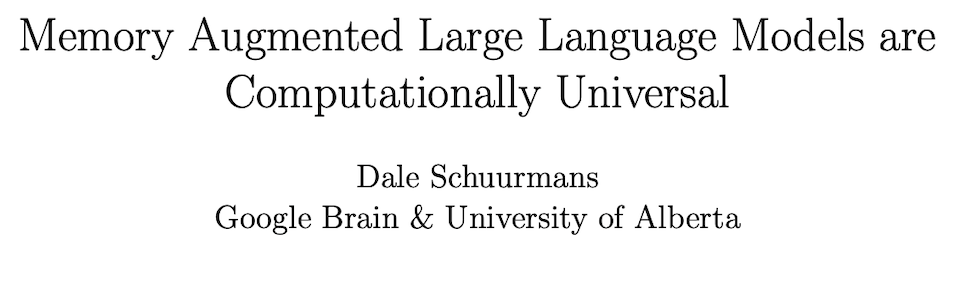 Memory Augmented Large Language Models are
Computationally Universal
Dale Schuurmans
Google Brain & University of Alberta